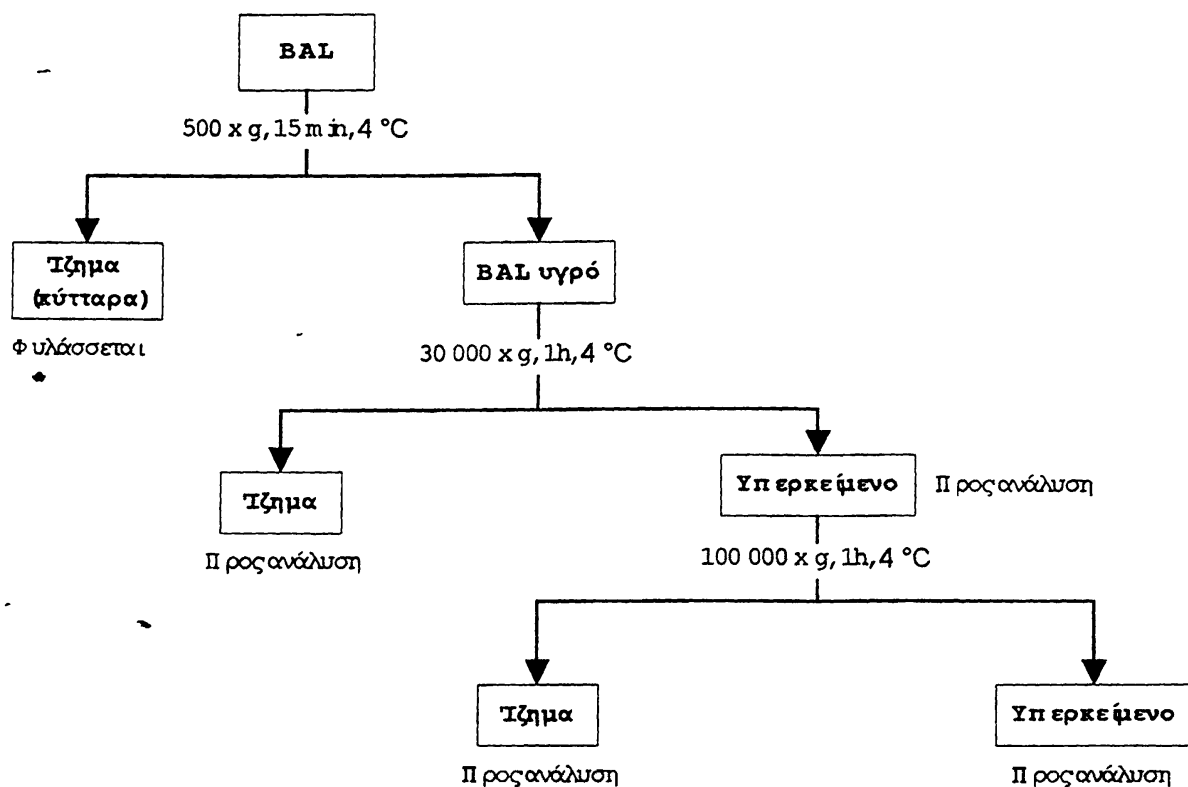 BAL
500 x g, 15 min, 4 °C
Ίζημα
(κύτταρα)
Φυλάσσεται
BAL υγρό
30 000 x g, 1h, 4 °C
Ίζημα
Προς ανάλυση
Υπερκείμενο
Προς ανάλυση
100 000 x g, 1h, 4 °C
Ίζημα
Προς ανάλυση
Υπερκείμενο
Προς ανάλυση